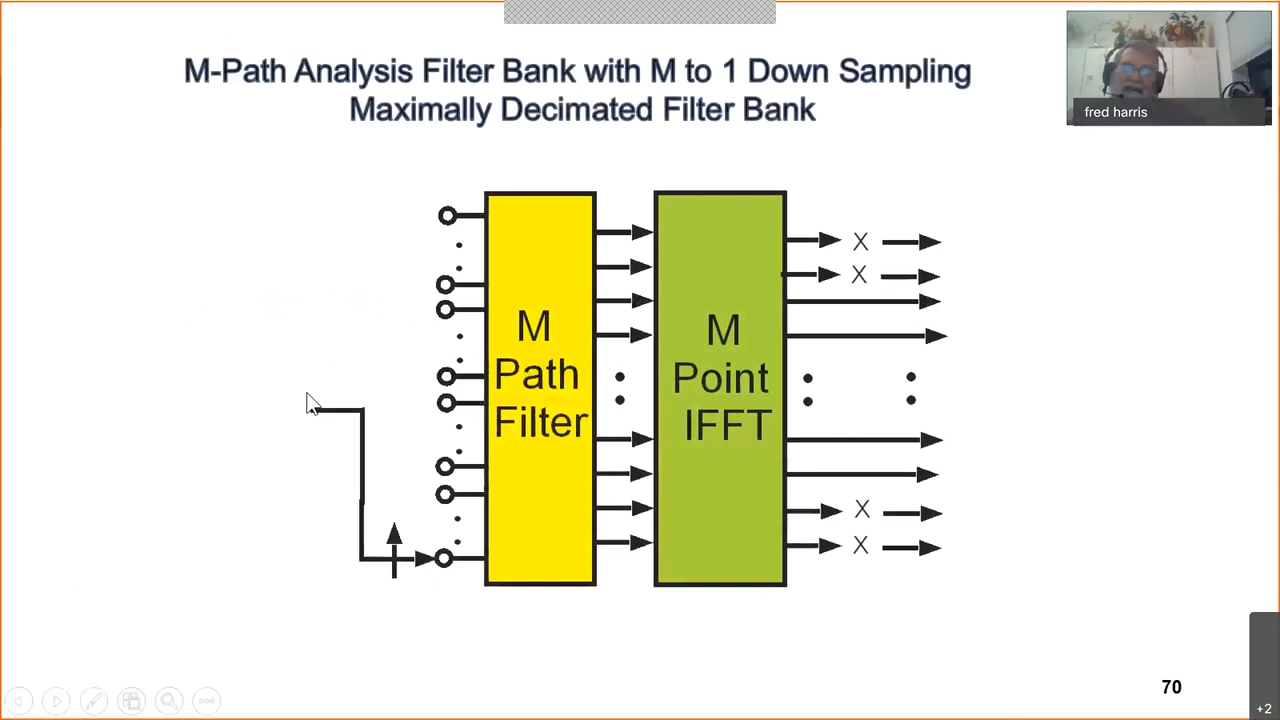 M-Path Analysis Filter Bank with M to 1 Down Sampling
Maximally Decimated Filter Bank
fred harris
M
Path
Filter
M
Point
IFFT
X
X
X
X
70
+2